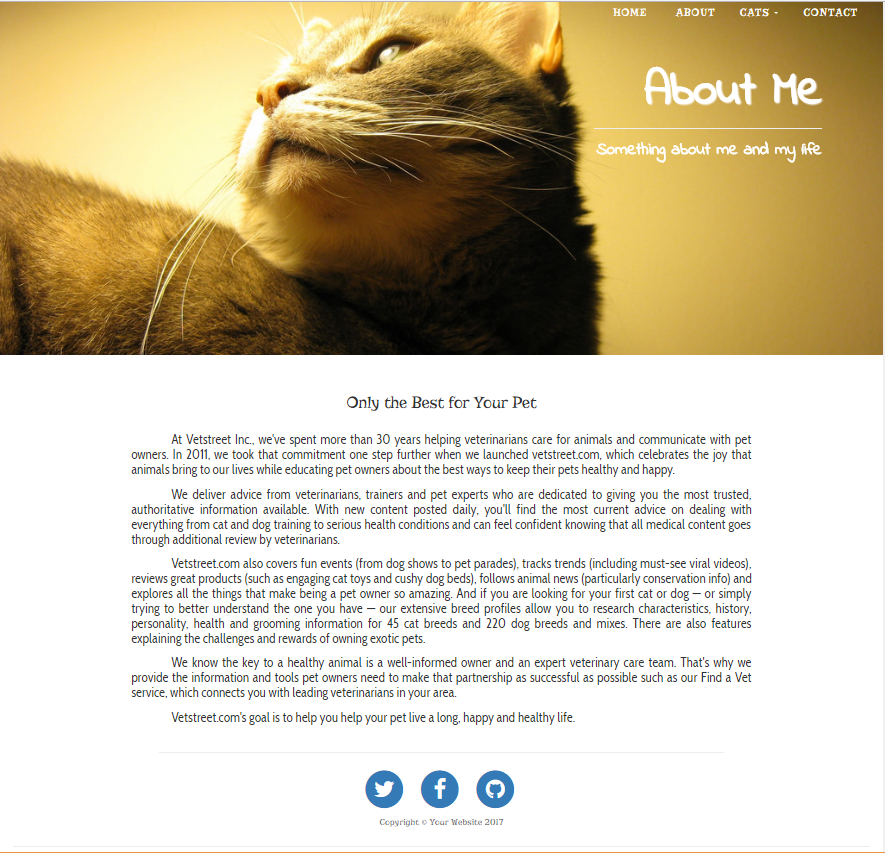 HOME ABOUT CATS CONTACT
About Me
Something about me and my life
Only the Best for Your Pet
At Vetstreet Inc., we've spent more than 30 years helping veterinarians care for animals and communicate with pet
owners. In 2011, we took that commitment one step further when we launched vetstreet.com, which celebrates the joy that
animals bring to our lives while educating pet owners about the best ways to keep their pets healthy and happy.
We deliver advice from veterinarians, trainers and pet experts who are dedicated to giving you the most trusted,
authoritative information available. With new content posted daily, you'll find the most current advice on dealing with
everything from cat and dog training to serious health conditions and can feel confident knowing that all medical content goes
through additional review by veterinarians.
Vetstreet.com also covers fun events (from dog shows to pet parades), tracks trends (including must-see viral videos),
reviews great products (such as engaging cat toys and cushy dog beds), follows animal news (particularly conservation info) and
explores all the things that make being a pet owner so amazing. And if you are looking for your first cat or dog — or simply
trying to better understand the one you have — our extensive breed profiles allow you to research characteristics, history,
personality, health and grooming information for 45 cat breeds and 220 dog breeds and mixes. There are also features
explaining the challenges and rewards of owning exotic pets.
We know the key to a healthy animal is a well-informed owner and an expert veterinary care team. That's why we
provide the information and tools pet owners need to make that partnership as successful as possible such as our Find a Vet
service, which connects you with leading veterinarians in your area.
Vetstreet.com's goal is to help you help your pet live a long, happy and healthy life.
Copyright © Your Website 2017